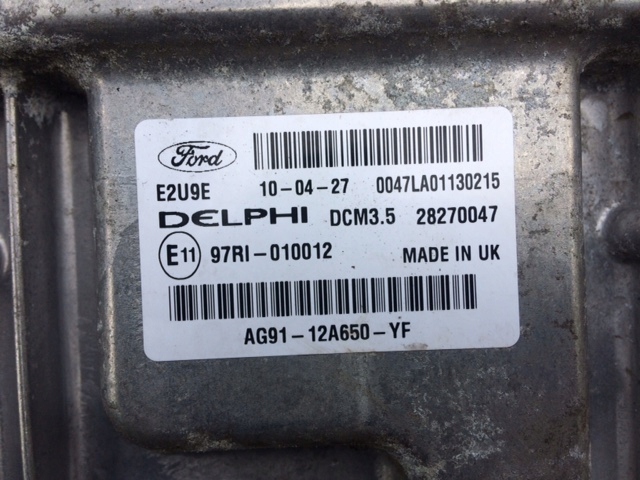 Ford
E2U9E 10-04-27 0047LA01130215
DELPHI DCM3.5 28270047
E11 97RI-010012 MADE IN UK
AG91-12A650-YF